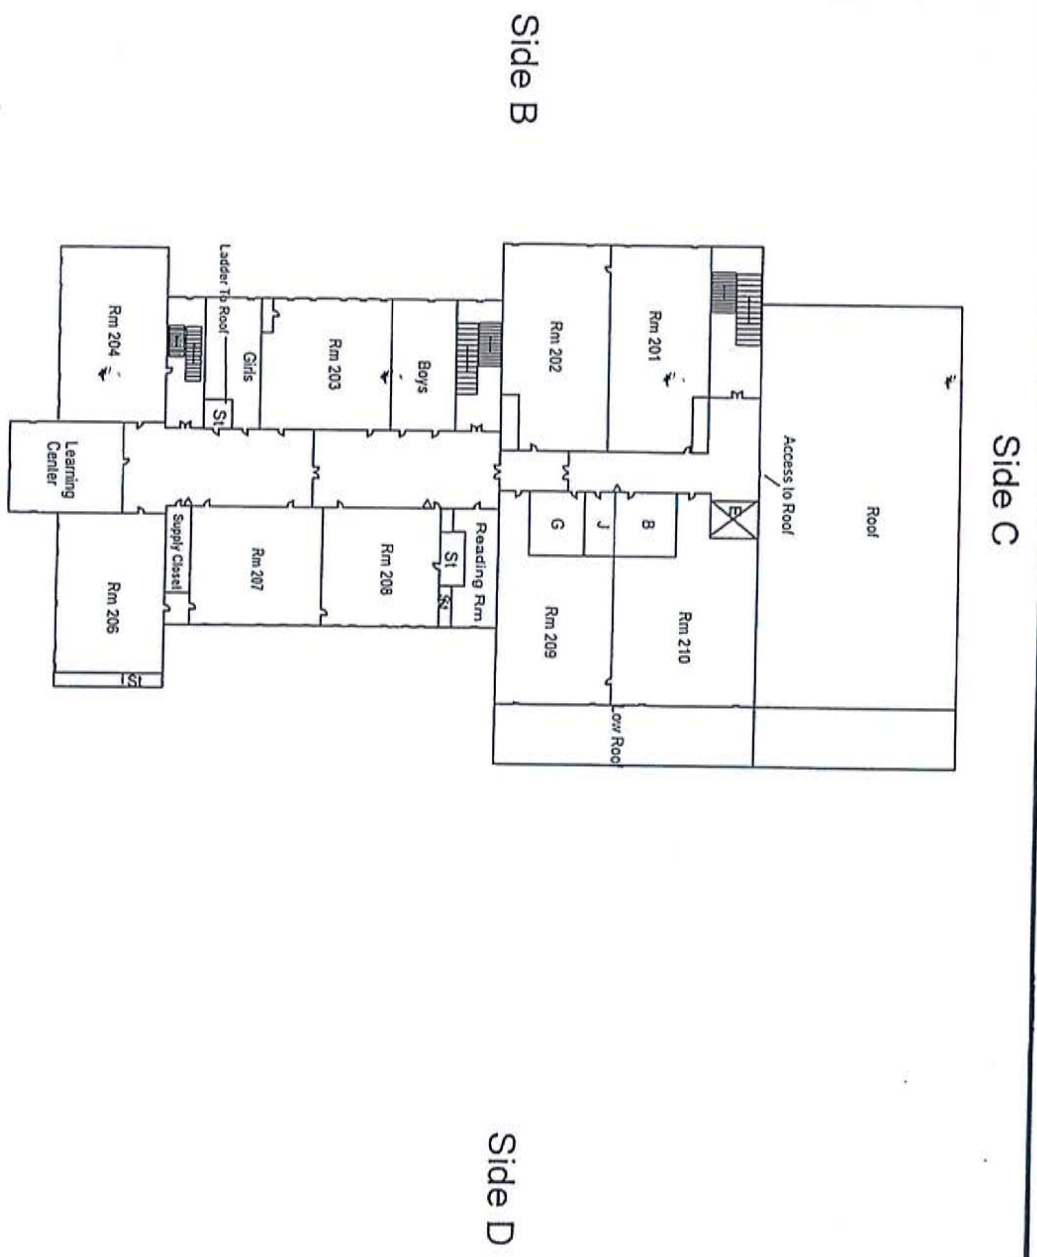 Side B
Side C
Side D
Roof
Access to Roof
Rm 201
Rm 202
E
B
J
G
Rm 210
Rm 209
Low Roof
Boys
Rm 203
Girls
Ladder To Roof
St
Rm 204
Reading Rm
St
St
Rm 208
Rm 207
Supply Closet
Learning
Center
Rm 206
St